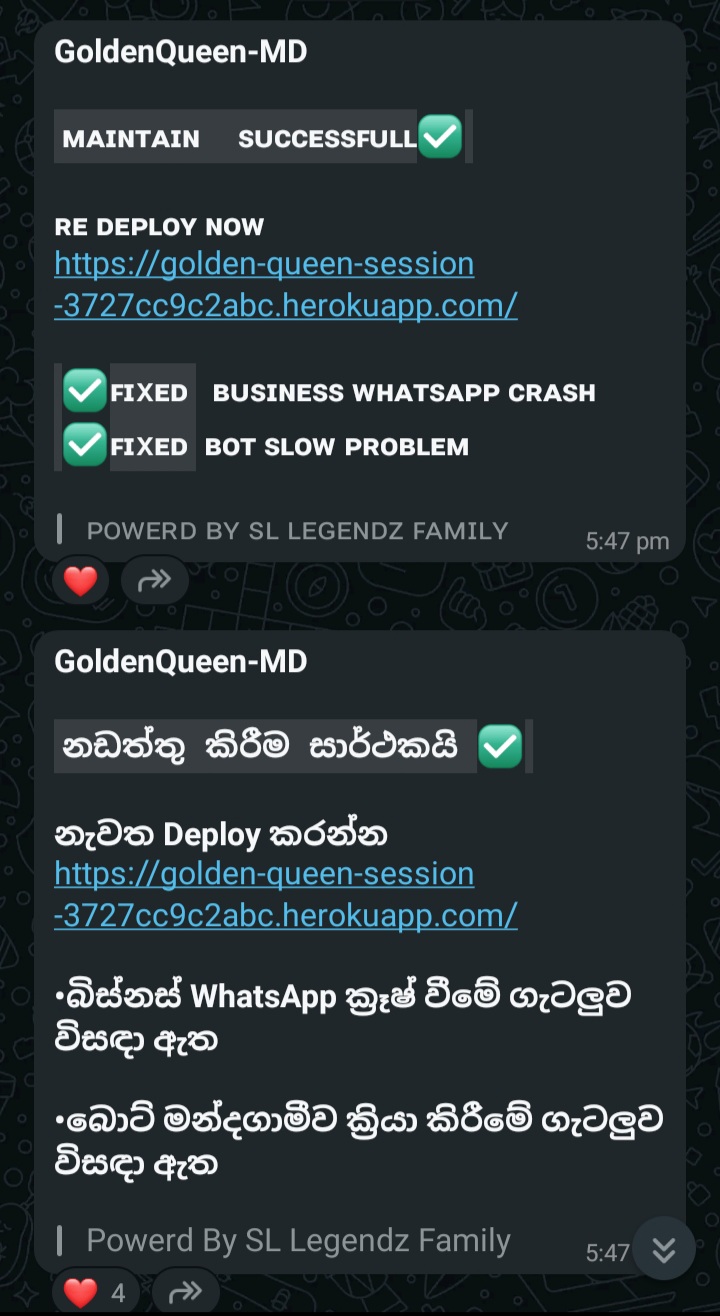 GoldenQueen-MD
MAINTAIN SUCCESSFULL✅
RE DEPLOY NOW
https://golden-queen-session
-3727cc9c2abc.herokuapp.com/
✅FIXED BUSINESS WHATSAPP CRASH
✅FIXED BOT SLOW PROBLEM
POWERD BY SL LEGENDZ FAMILY
5:47 pm
GoldenQueen-MD
නඩත්තු කිරීම සාර්ථකයි ✅
නැවත Deploy කරන්න
https://golden-queen-session
-3727cc9c2abc.herokuapp.com/
•බිස්නස් WhatsApp ක්‍රෑෂ් වීමේ ගැටලුව
විසඳා ඇත
•බොට් මන්දගාමීව ක්‍රියා කිරීමේ ගැටලුව
විසඳා ඇත
Powerd By SL Legendz Family
5:47
4